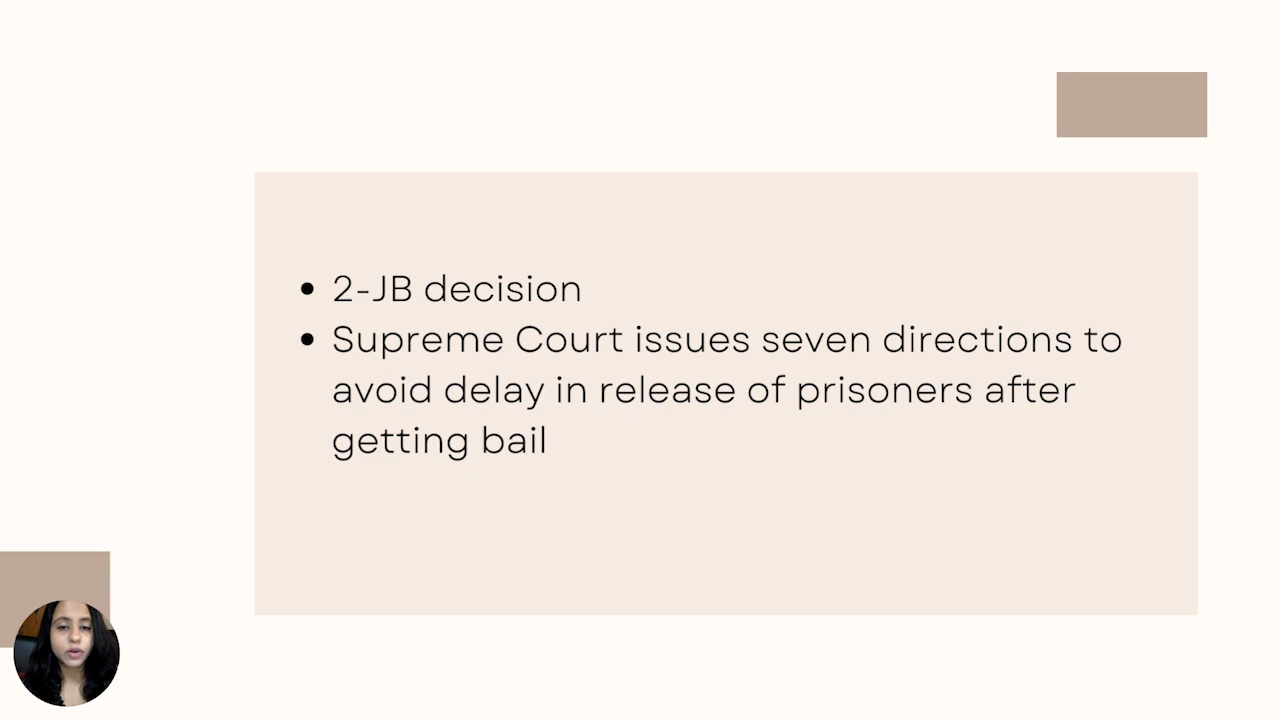 • 2-JB decision
• Supreme Court issues seven directions to
avoid delay in release of prisoners after
getting bail